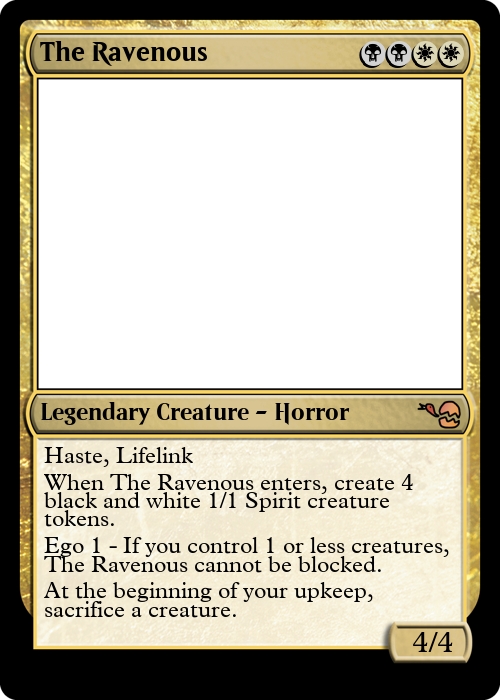 The Ravenous
Legendary Creature – Horror
Haste, Lifelink
When The Ravenous enters, create 4
black and white 1/1 Spirit creature
tokens.
Ego 1 - If you control 1 or less creatures,
The Ravenous cannot be blocked.
At the beginning of your upkeep,
sacrifice a creature.
4/4